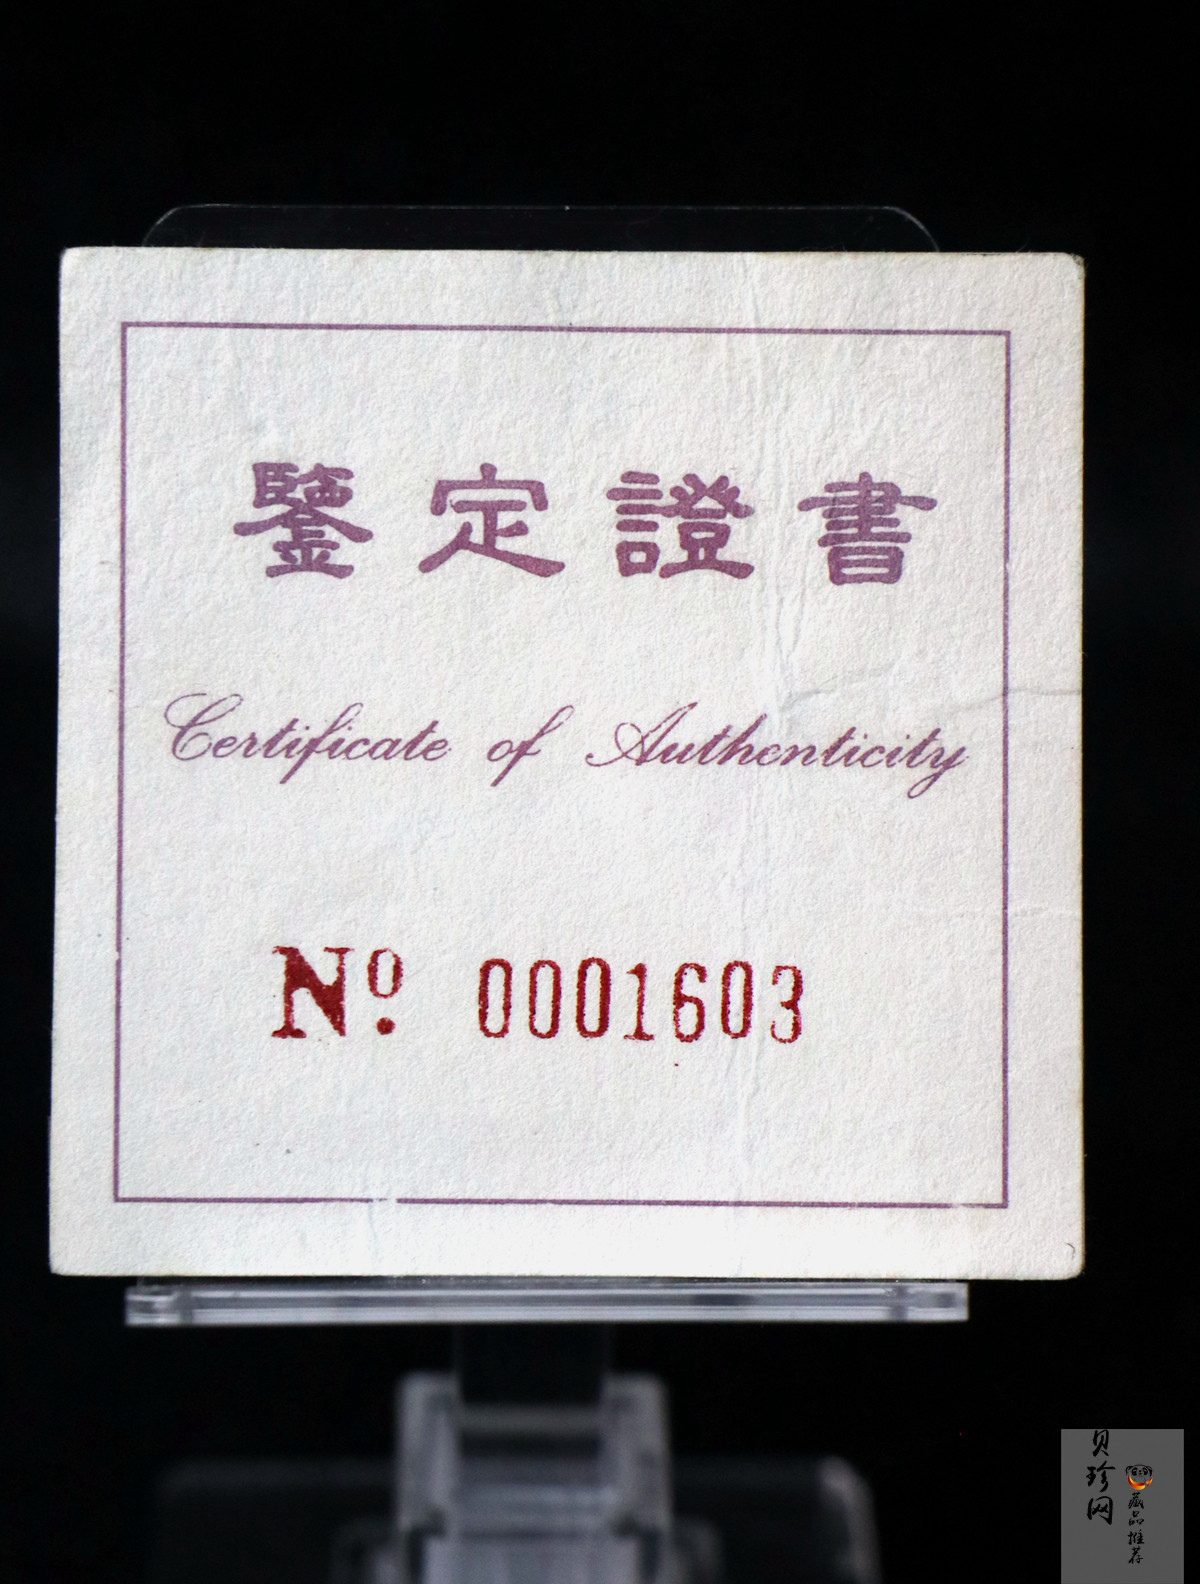 鑒定證書
Certificate of Authenticity
Nº 0001603
贝珍网
藏品推荐